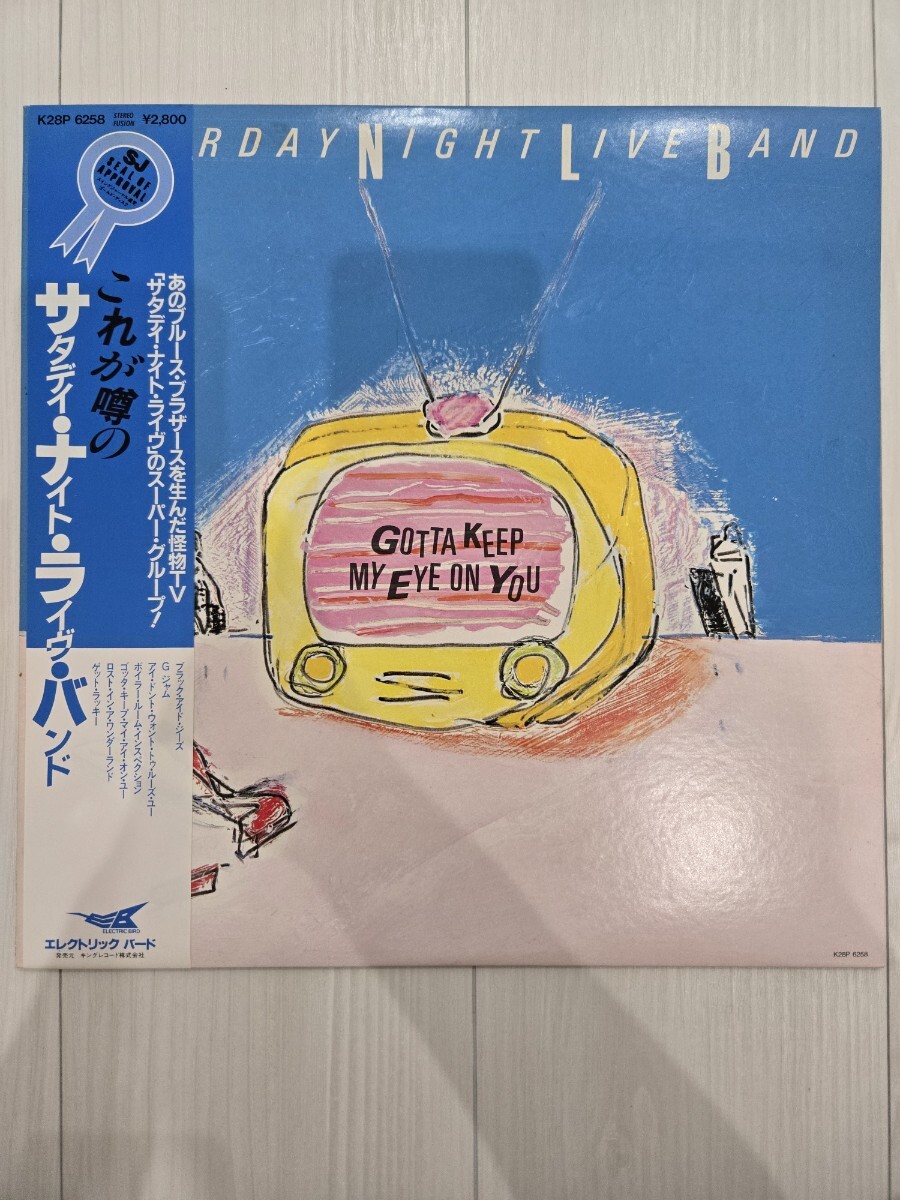 K28P 6258
STEREO
FUSION
¥2,800
RDAY NIGHT LIVE BAND
SJ
SEAL OF
APPROVAL
あのブルース・ブラザースを生んだ怪物TV
「サタデイ・ナイト・ライヴ」のスーパー・グループ!
これが噂の
サタデイ・ナイト・ライヴ・バンド
GOTTA KEEP
MY EYE ON YOU
ブラック・アイド・ジーズ
G ジャム
アイ・ドント・ウォント・トゥ・ルーズ・ユー
ボイラー・ルーム・インスペクション
ゴッタ・キープ・マイ・アイ・オン・ユー
ロスト・イン・ア・ワンダーランド
ゲット・ラッキー
EB
ELECTRIC BIRD
エレクトリック バード
発売元 キングレコード株式会社
K28P 6258